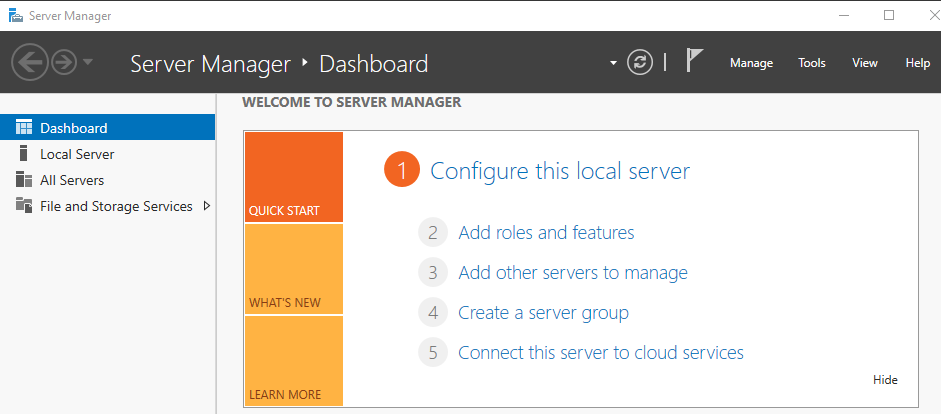 Server Manager
Server Manager ‣ Dashboard
Manage Tools View Help
Dashboard
Local Server
All Servers
File and Storage Services
WELCOME TO SERVER MANAGER
QUICK START
WHAT'S NEW
LEARN MORE
1 Configure this local server
2 Add roles and features
3 Add other servers to manage
4 Create a server group
5 Connect this server to cloud services
Hide